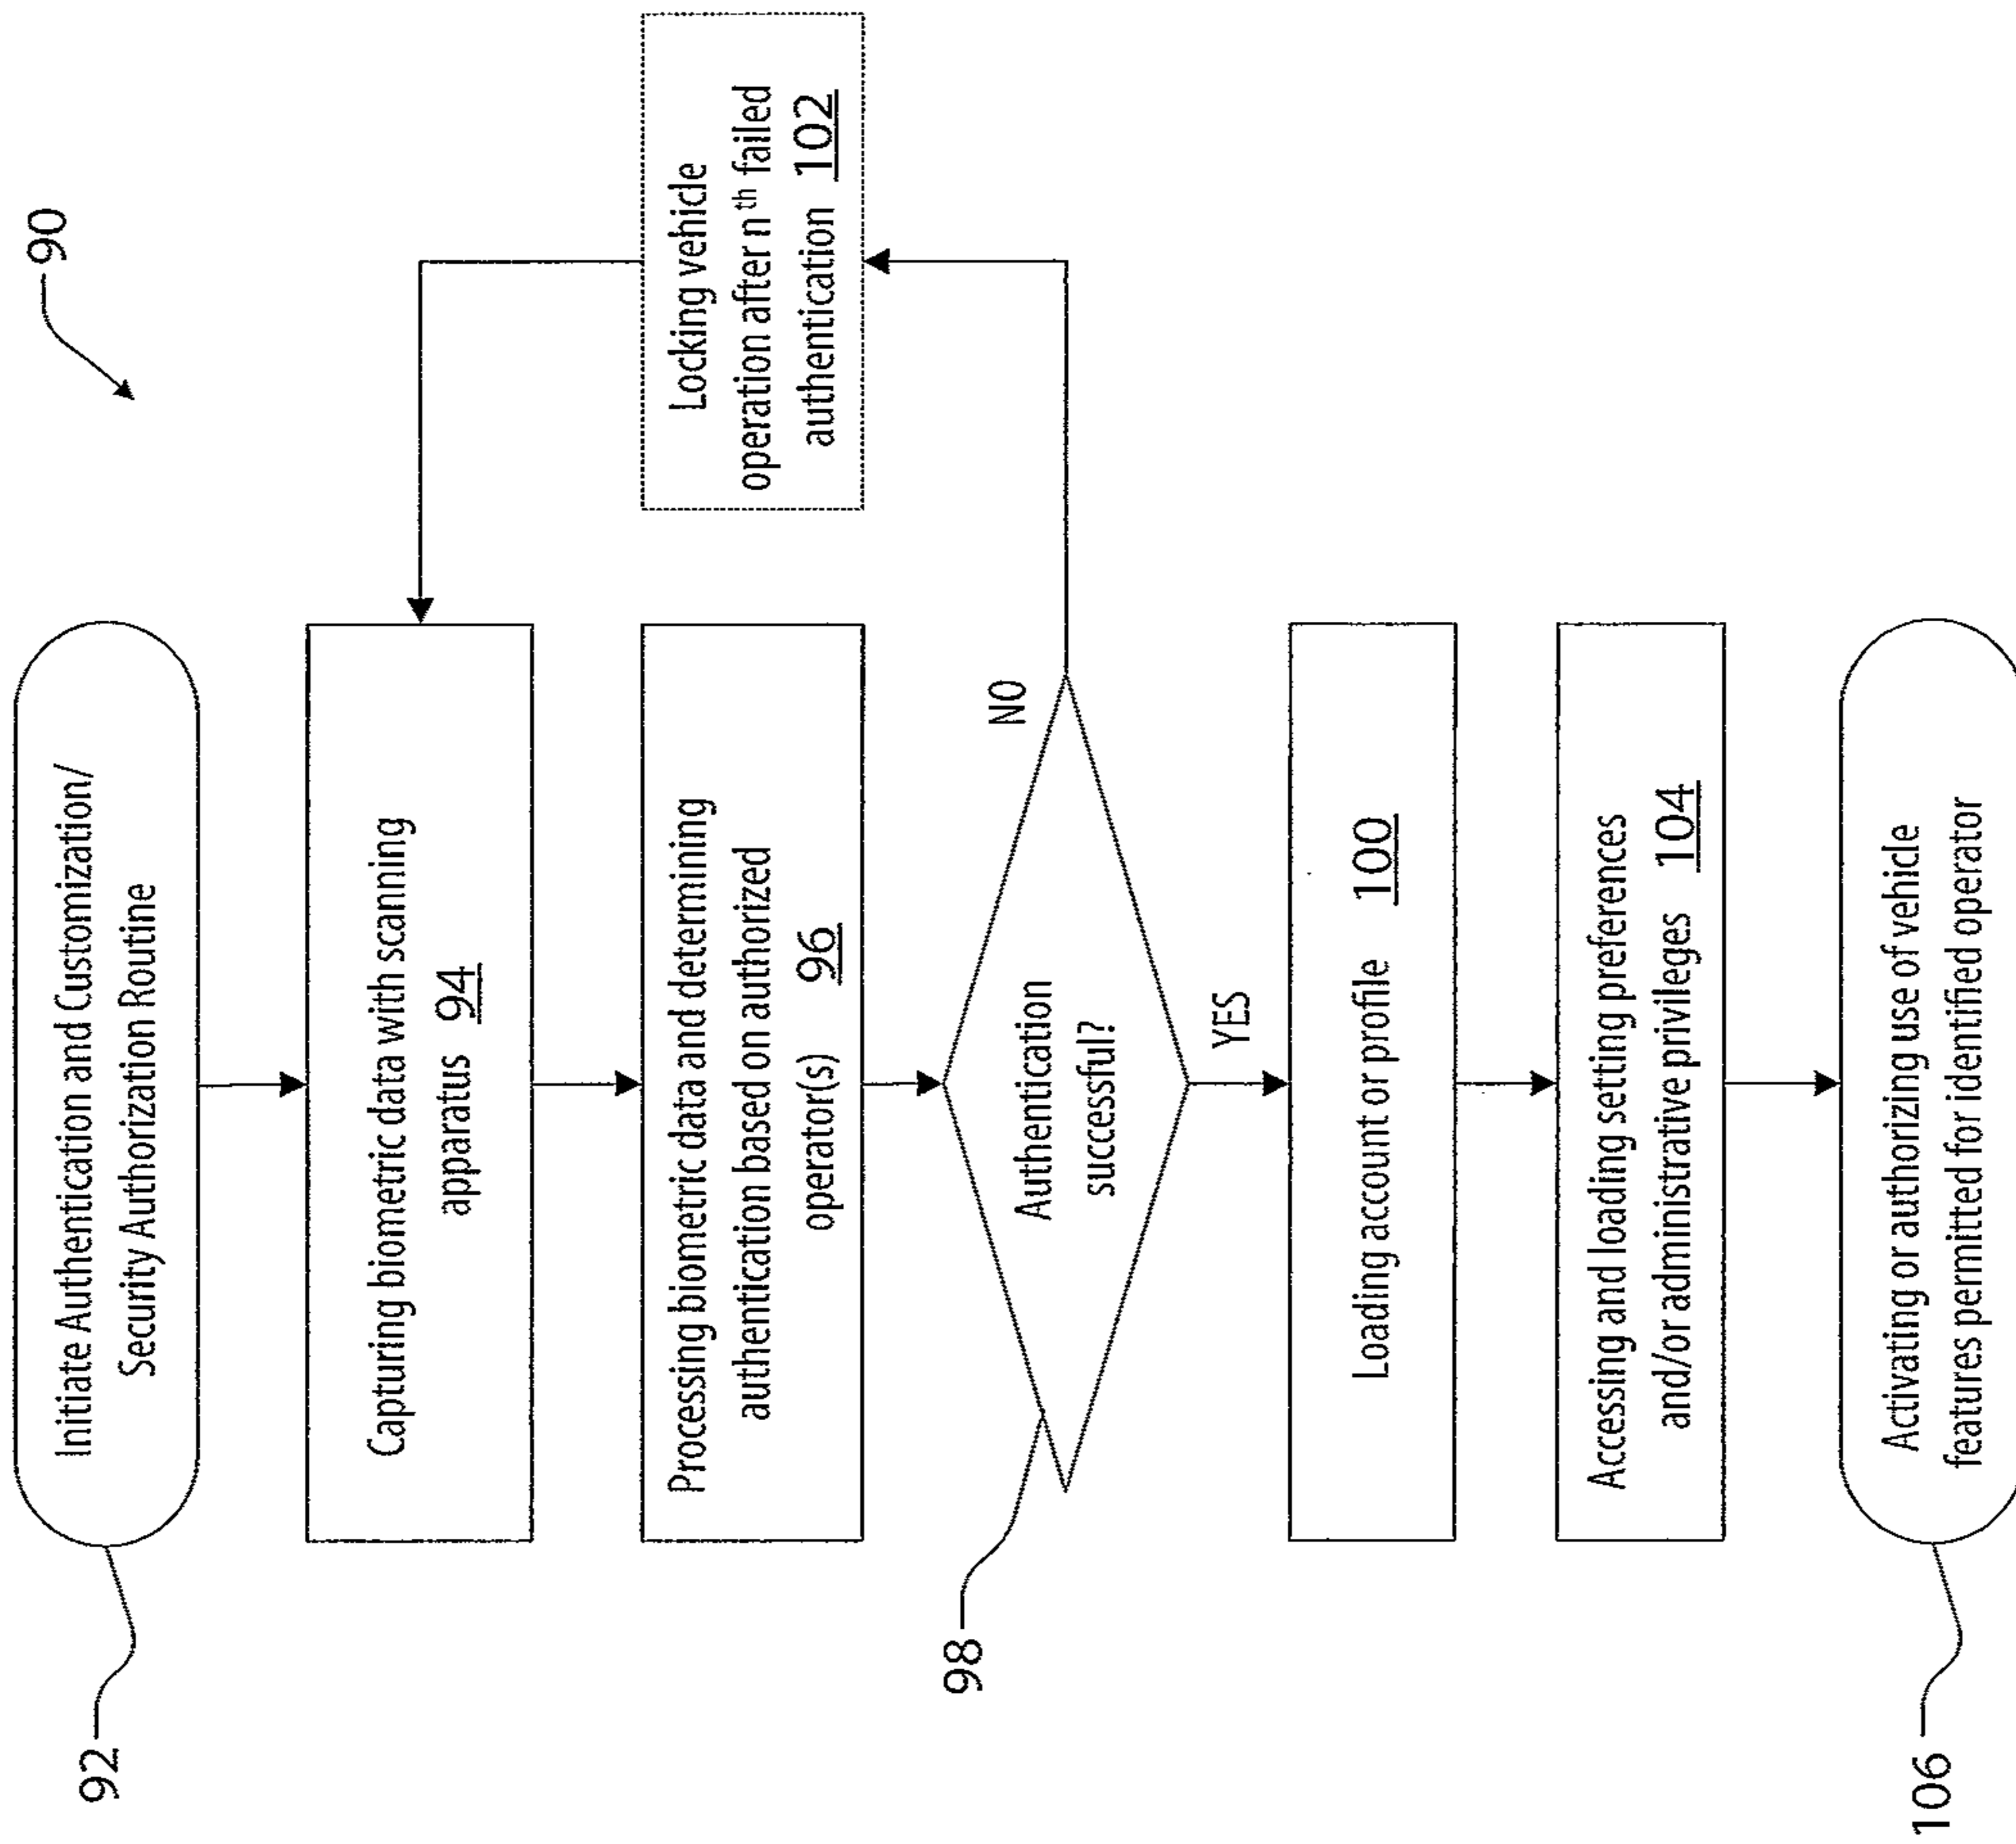 90
92
Initiate Authentication and Customization/
Security Authorization Routine
Capturing biometric data with scanning
apparatus 94
Processing biometric data and determining
authentication based on authorized
operator(s) 96
98
Authentication
successful?
NO
Locking vehicle
operation after nth failed
authentication 102
YES
Loading account or profile 100
Accessing and loading setting preferences
and/or administrative privileges 104
106
Activating or authorizing use of vehicle
features permitted for identified operator